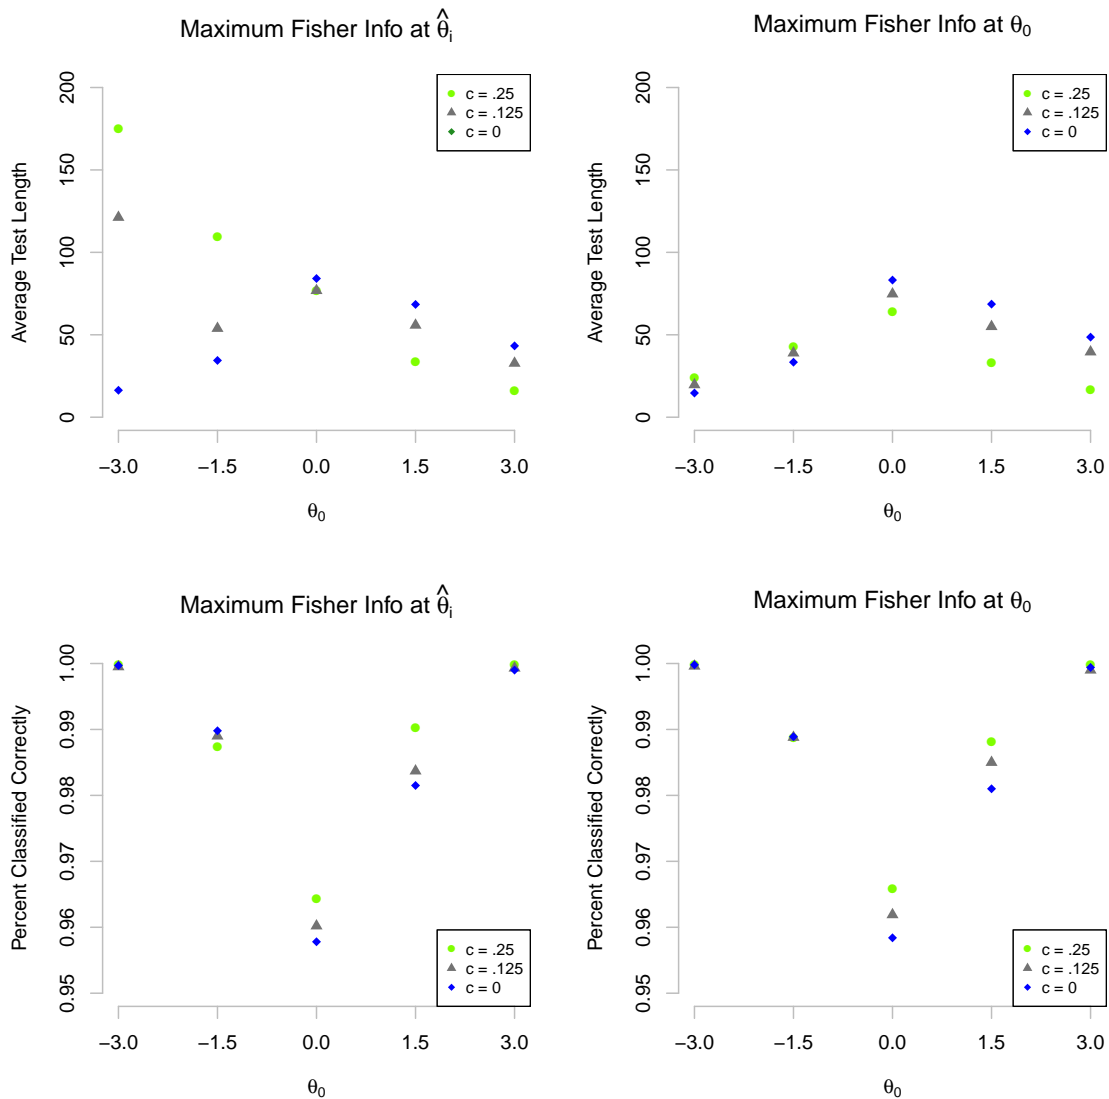 Maximum Fisher Info at θ̂i
200
150
100
50
0
Average Test Length
c = .25
c = .125
c = 0
−3.0 −1.5 0.0 1.5 3.0
θ0
Maximum Fisher Info at θ0
200
150
100
50
0
Average Test Length
c = .25
c = .125
c = 0
−3.0 −1.5 0.0 1.5 3.0
θ0
Maximum Fisher Info at θ̂i
1.00
0.99
0.98
0.97
0.96
0.95
Percent Classified Correctly
c = .25
c = .125
c = 0
−3.0 −1.5 0.0 1.5 3.0
θ0
Maximum Fisher Info at θ0
1.00
0.99
0.98
0.97
0.96
0.95
Percent Classified Correctly
c = .25
c = .125
c = 0
−3.0 −1.5 0.0 1.5 3.0
θ0